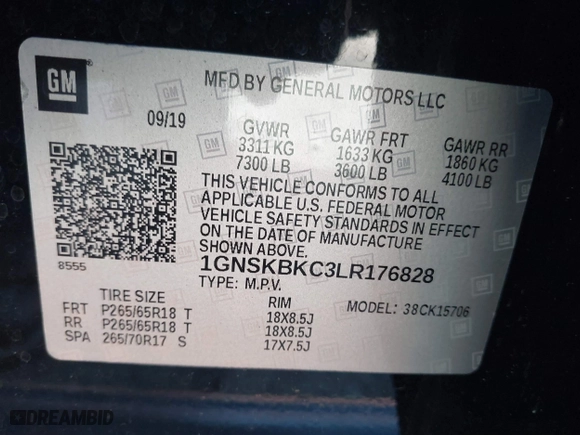 GM
MFD BY GENERAL MOTORS LLC
09/19
GVWR GAWR FRT GAWR RR
3311 KG 1633 KG 1860 KG
7300 LB 3600 LB 4100 LB
THIS VEHICLE CONFORMS TO ALL
APPLICABLE U.S. FEDERAL MOTOR
VEHICLE SAFETY STANDARDS IN EFFECT
ON THE DATE OF MANUFACTURE
SHOWN ABOVE.
8555
1GNSKBKC3LR176828
TYPE: M.P.V.
TIRE SIZE RIM MODEL: 38CK15706
FRT P265/65R18 T 18X8.5J
RR P265/65R18 T 18X8.5J
SPA 265/70R17 S 17X7.5J
DREAMBID